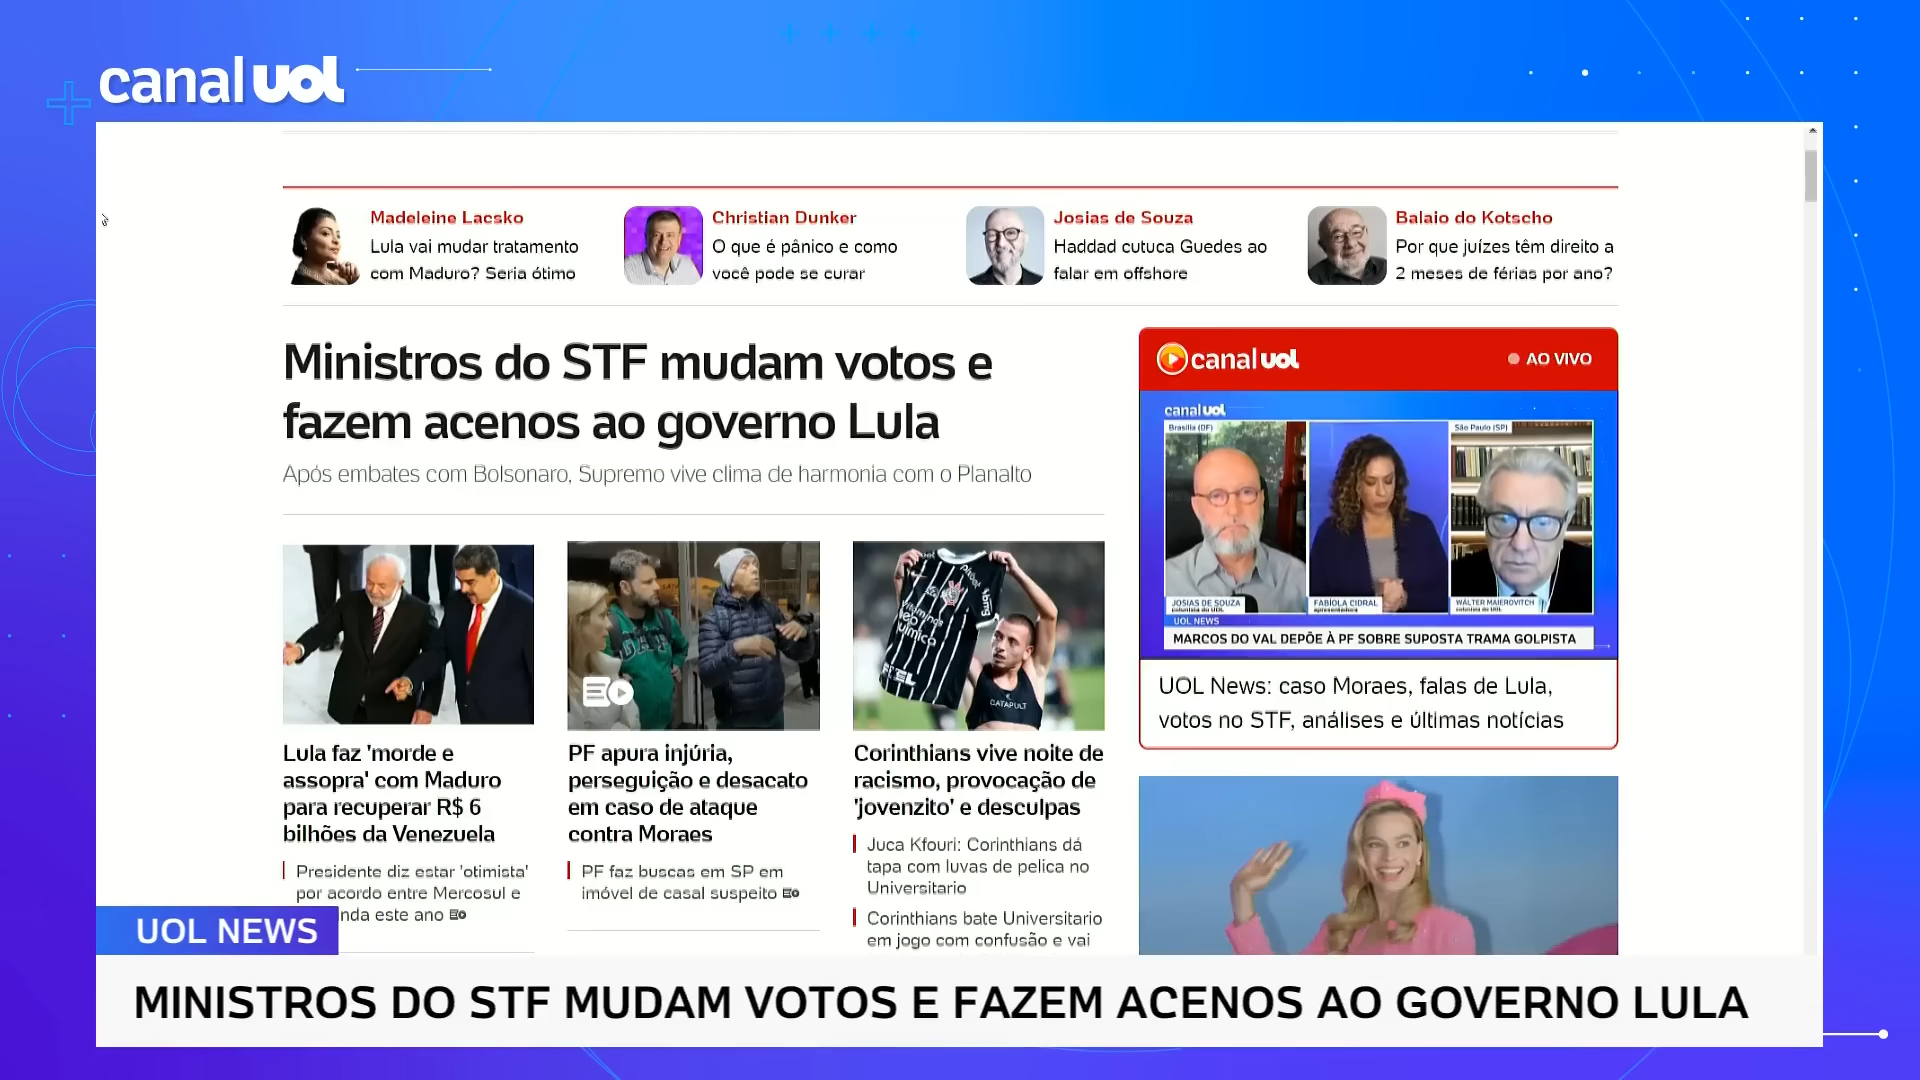 canal uol
Madeleine Lacsko
Lula vai mudar tratamento
com Maduro? Seria ótimo
Christian Dunker
O que é pânico e como
você pode se curar
Josias de Souza
Haddad cutuca Guedes ao
falar em offshore
Balaio do Kotscho
Por que juízes têm direito a
2 meses de férias por ano?
Ministros do STF mudam votos e
fazem acenos ao governo Lula
Após embates com Bolsonaro, Supremo vive clima de harmonia com o Planalto
canal uol
AO VIVO
canal uol
Brasília (DF)
São Paulo (SP)
JOSIAS DE SOUZA
colunista do UOL
FABÍOLA CIDRAL
apresentadora
WÁLTER MAIEROVITCH
colunista do UOL
UOL NEWS
MARCOS DO VAL DEPÕE À PF SOBRE SUPOSTA TRAMA GOLPISTA
UOL News: caso Moraes, falas de Lula,
votos no STF, análises e últimas notícias
CATAPULT
Lula faz 'morde e
assopra' com Maduro
para recuperar R$ 6
bilhões da Venezuela
Presidente diz estar 'otimista'
por acordo entre Mercosul e
nda este ano
PF apura injúria,
perseguição e desacato
em caso de ataque
contra Moraes
PF faz buscas em SP em
imóvel de casal suspeito
Corinthians vive noite de
racismo, provocação de
'jovenzito' e desculpas
Juca Kfouri: Corinthians dá
tapa com luvas de pelica no
Universitario
Corinthians bate Universitario
em jogo com confusão e vai
UOL NEWS
MINISTROS DO STF MUDAM VOTOS E FAZEM ACENOS AO GOVERNO LULA